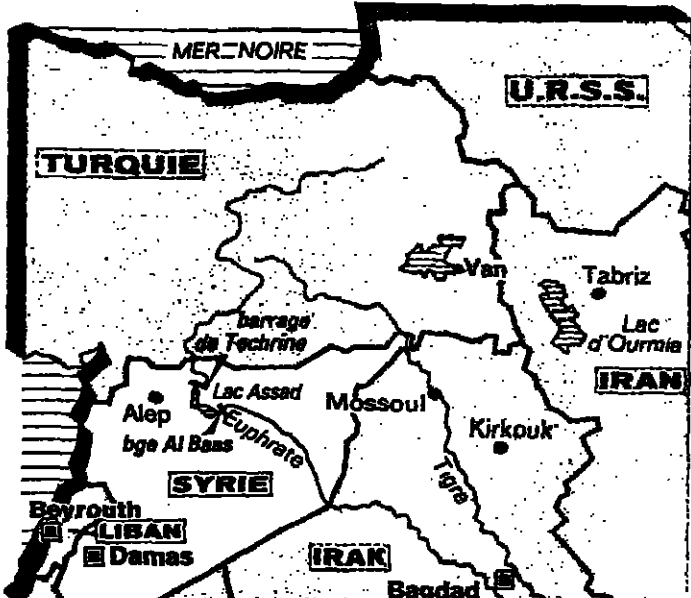 MER NOIRE
U.R.S.S.
TURQUIE
Van
Tabriz
barrage
de Techrine
Lac
d'Ourmia
IRAN
Lac Assad
Mossoul
Alep
Kirkouk
bge Al Baas
Euphrate
Tigre
SYRIE
Beyrouth
LIBAN
Damas
IRAK
Bagdad